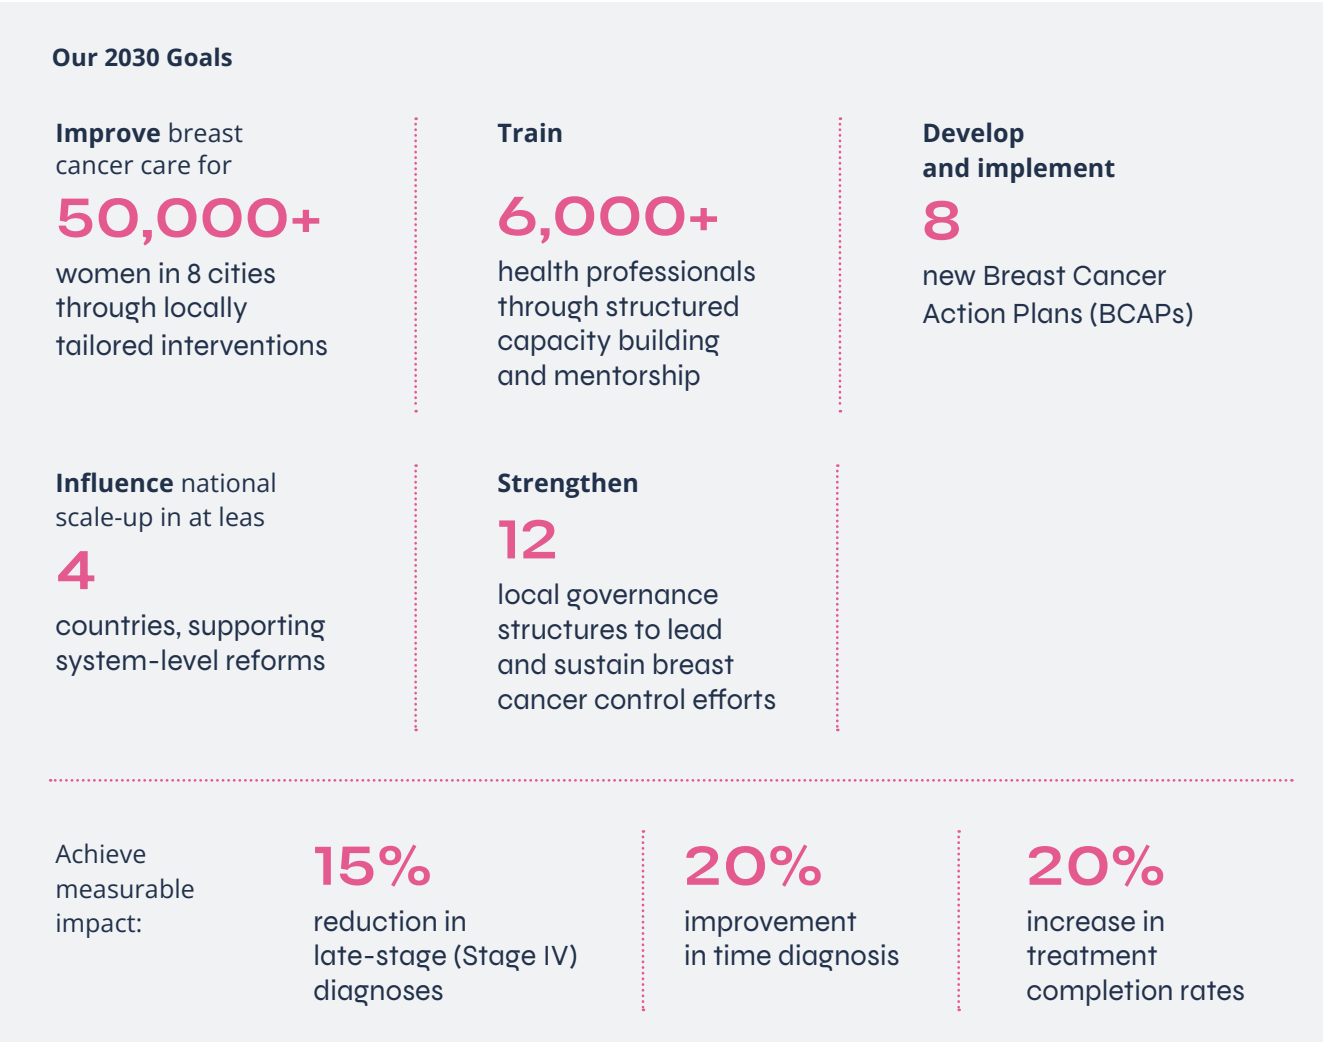 Our 2030 Goals
Improve breast
cancer care for
50,000+
women in 8 cities
through locally
tailored interventions
Train
6,000+
health professionals
through structured
capacity building
and mentorship
Develop
and implement
8
new Breast Cancer
Action Plans (BCAPs)
Influence national
scale-up in at leas
4
countries, supporting
system-level reforms
Strengthen
12
local governance
structures to lead
and sustain breast
cancer control efforts
Achieve
measurable
impact:
15%
reduction in
late-stage (Stage IV)
diagnoses
20%
improvement
in time diagnosis
20%
increase in
treatment
completion rates